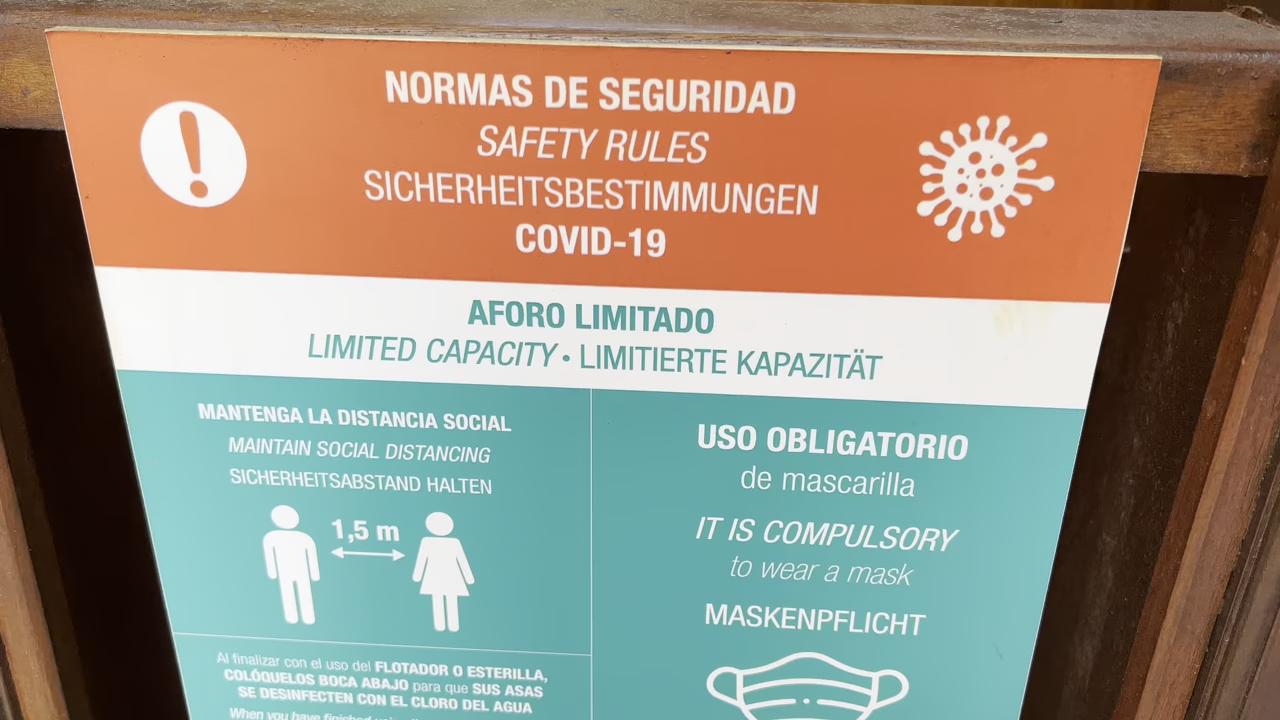 NORMAS DE SEGURIDAD
SAFETY RULES
SICHERHEITSBESTIMMUNGEN
COVID-19
AFORO LIMITADO
LIMITED CAPACITY • LIMITIERTE KAPAZITÄT
MANTENGA LA DISTANCIA SOCIAL
MAINTAIN SOCIAL DISTANCING
SICHERHEITSABSTAND HALTEN
1,5 m
Al finalizar con el uso del FLOTADOR O ESTERILLA,
COLÓQUELOS BOCA ABAJO para que SUS ASAS
SE DESINFECTEN CON EL CLORO DEL AGUA
When you have finished
USO OBLIGATORIO
de mascarilla
IT IS COMPULSORY
to wear a mask
MASKENPFLICHT